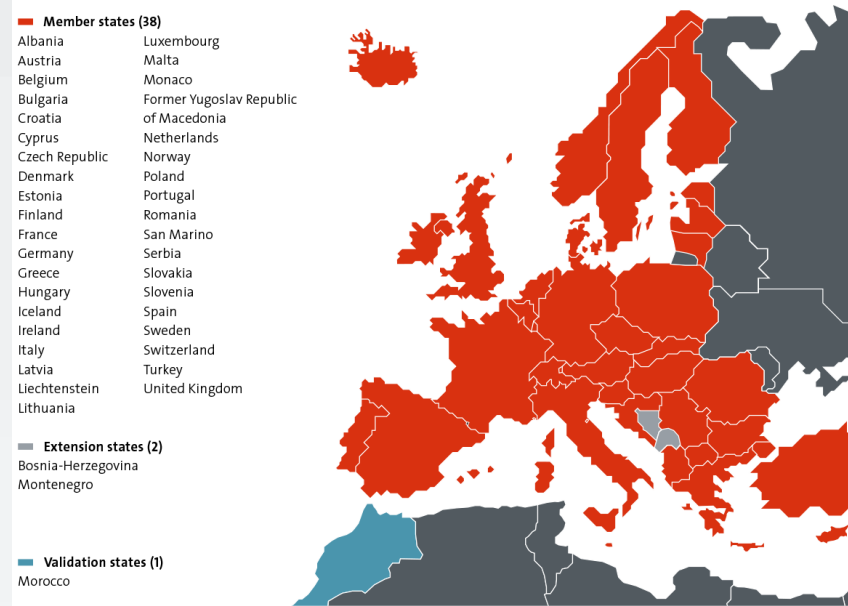 Member states (38)
Albania
Austria
Belgium
Bulgaria
Croatia
Cyprus
Czech Republic
Denmark
Estonia
Finland
France
Germany
Greece
Hungary
Iceland
Ireland
Italy
Latvia
Liechtenstein
Lithuania
Luxembourg
Malta
Monaco
Former Yugoslav Republic
of Macedonia
Netherlands
Norway
Poland
Portugal
Romania
San Marino
Serbia
Slovakia
Slovenia
Spain
Sweden
Switzerland
Turkey
United Kingdom
Extension states (2)
Bosnia-Herzegovina
Montenegro
Validation states (1)
Morocco